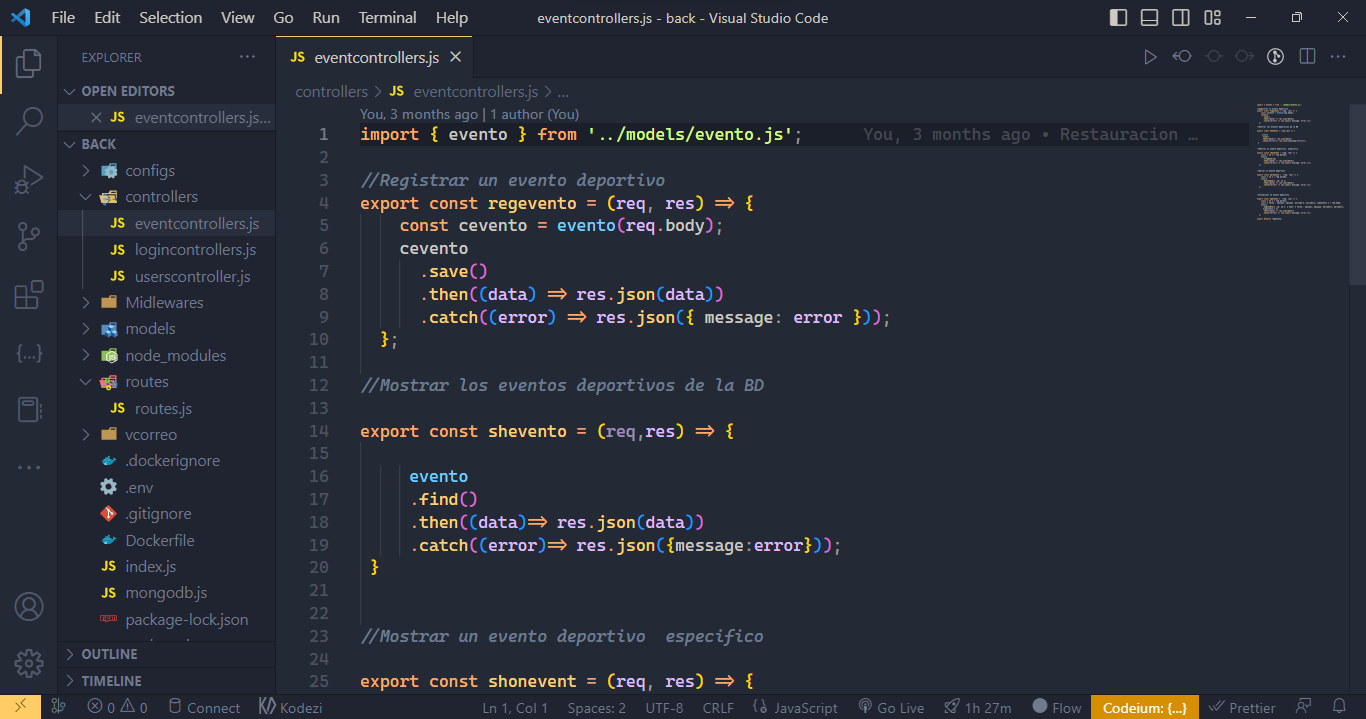 File Edit Selection View Go Run Terminal Help
eventcontrollers.js - back - Visual Studio Code
EXPLORER
OPEN EDITORS
JS eventcontrollers.js...
BACK
configs
controllers
JS eventcontrollers.js
JS logincontrollers.js
JS userscontroller.js
Midlewares
models
node_modules
routes
JS routes.js
vcorreo
.dockerignore
.env
.gitignore
Dockerfile
JS index.js
JS mongodb.js
package-lock.json
OUTLINE
TIMELINE
JS eventcontrollers.js
controllers > JS eventcontrollers.js > ...
You, 3 months ago | 1 author (You)
1 import { evento } from '../models/evento.js'; You, 3 months ago • Restauracion …
2
3 //Registrar un evento deportivo
4 export const regevento = (req, res) => {
5 const cevento = evento(req.body);
6 cevento
7 .save()
8 .then((data) => res.json(data))
9 .catch((error) => res.json({ message: error }));
10 };
11
12 //Mostrar los eventos deportivos de la BD
13
14 export const shevento = (req,res) => {
15
16 evento
17 .find()
18 .then((data)=> res.json(data))
19 .catch((error)=> res.json({message:error}));
20 }
21
22
23 //Mostrar un evento deportivo  especifico
24
25 export const shonevent = (req, res) => {
0 0 Connect Kodezi Ln 1, Col 1 Spaces: 2 UTF-8 CRLF JavaScript Go Live 1h 27m Flow Codeium: {...} Prettier